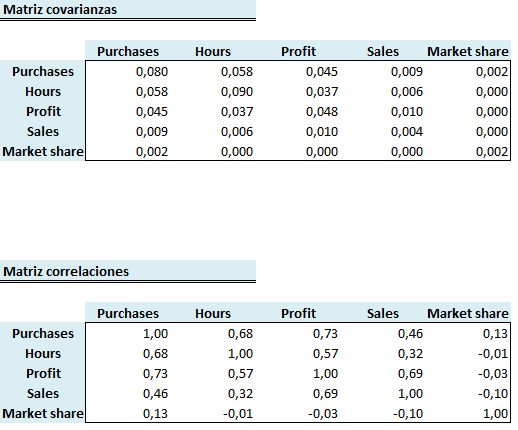 Matriz covarianzas
Purchases Hours Profit Sales Market share
Purchases 0,080 0,058 0,045 0,009 0,002
Hours 0,058 0,090 0,037 0,006 0,000
Profit 0,045 0,037 0,048 0,010 0,000
Sales 0,009 0,006 0,010 0,004 0,000
Market share 0,002 0,000 0,000 0,000 0,002
Matriz correlaciones
Purchases Hours Profit Sales Market share
Purchases 1,00 0,68 0,73 0,46 0,13
Hours 0,68 1,00 0,57 0,32 -0,01
Profit 0,73 0,57 1,00 0,69 -0,03
Sales 0,46 0,32 0,69 1,00 -0,10
Market share 0,13 -0,01 -0,03 -0,10 1,00